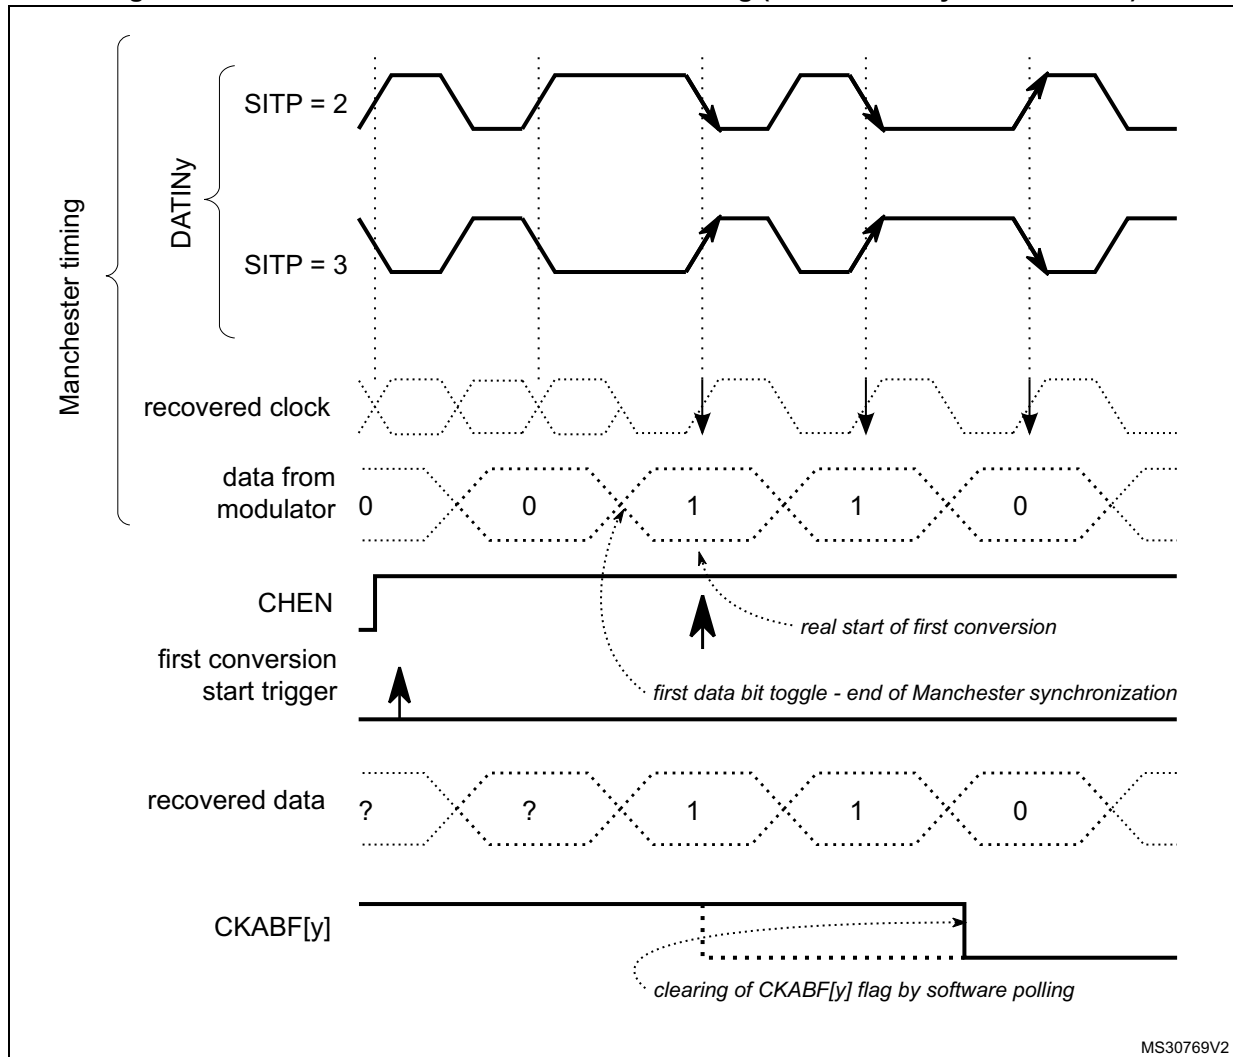 Manchester timing
DATINy
SITP = 2
SITP = 3
recovered clock
data from
modulator
0 0 1 1 0
CHEN
real start of first conversion
first conversion
start trigger
first data bit toggle - end of Manchester synchronization
recovered data
? ? 1 1 0
CKABF[y]
clearing of CKABF[y] flag by software polling
MS30769V2